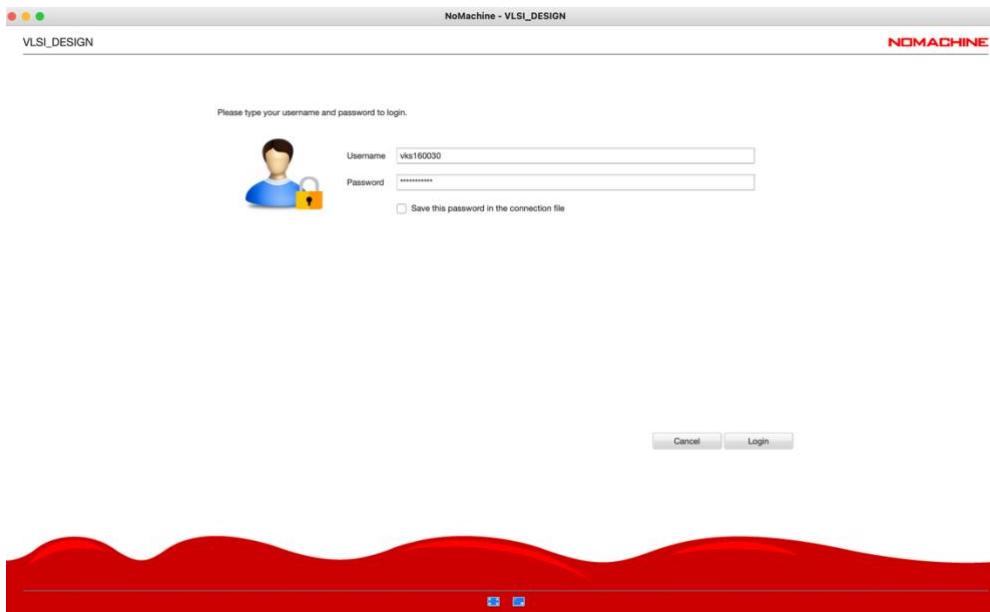 NoMachine - VLSI_DESIGN
VLSI_DESIGN
NOMACHINE
Please type your username and password to login.
Username vks160030
Password ***********
Save this password in the connection file
Cancel Login